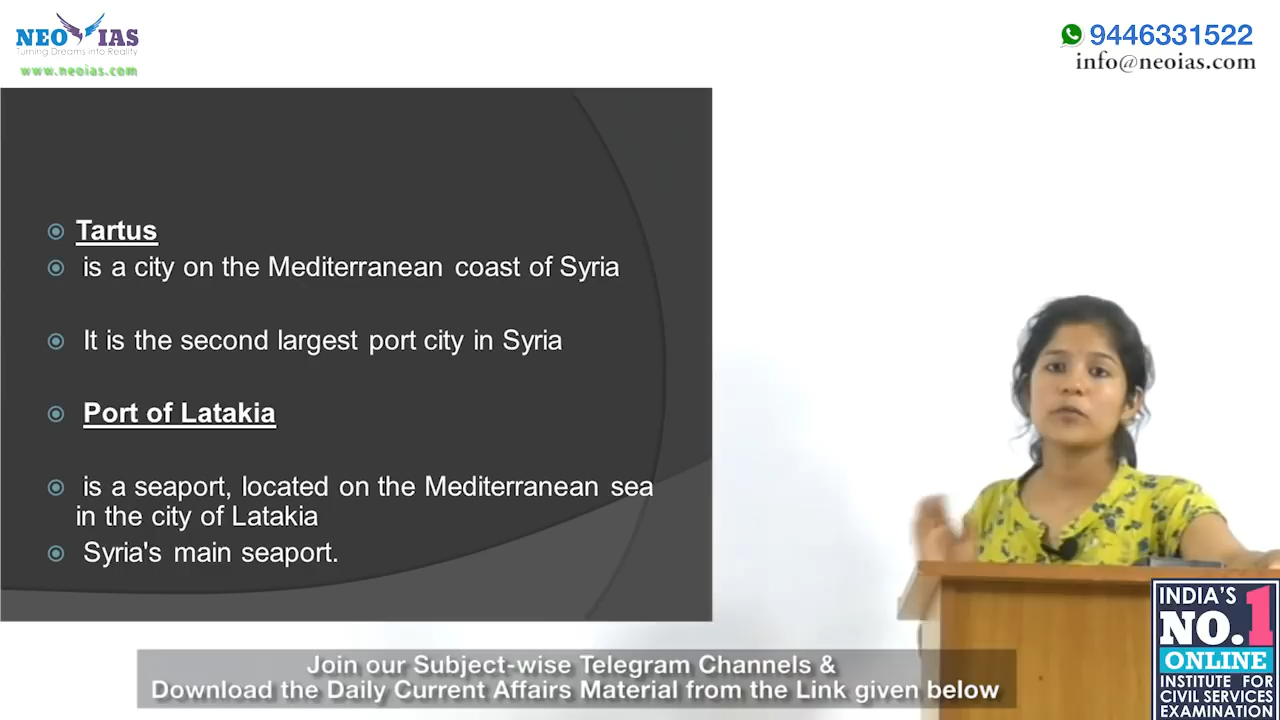 NEO IAS
Turning Dreams into Reality
www.neoias.com
9446331522
info@neoias.com
Tartus
is a city on the Mediterranean coast of Syria
It is the second largest port city in Syria
Port of Latakia
is a seaport, located on the Mediterranean sea
in the city of Latakia
Syria's main seaport.
INDIA'S
NO.1
ONLINE
INSTITUTE FOR
CIVIL SERVICES
EXAMINATION
Join our Subject-wise Telegram Channels &
Download the Daily Current Affairs Material from the Link given below